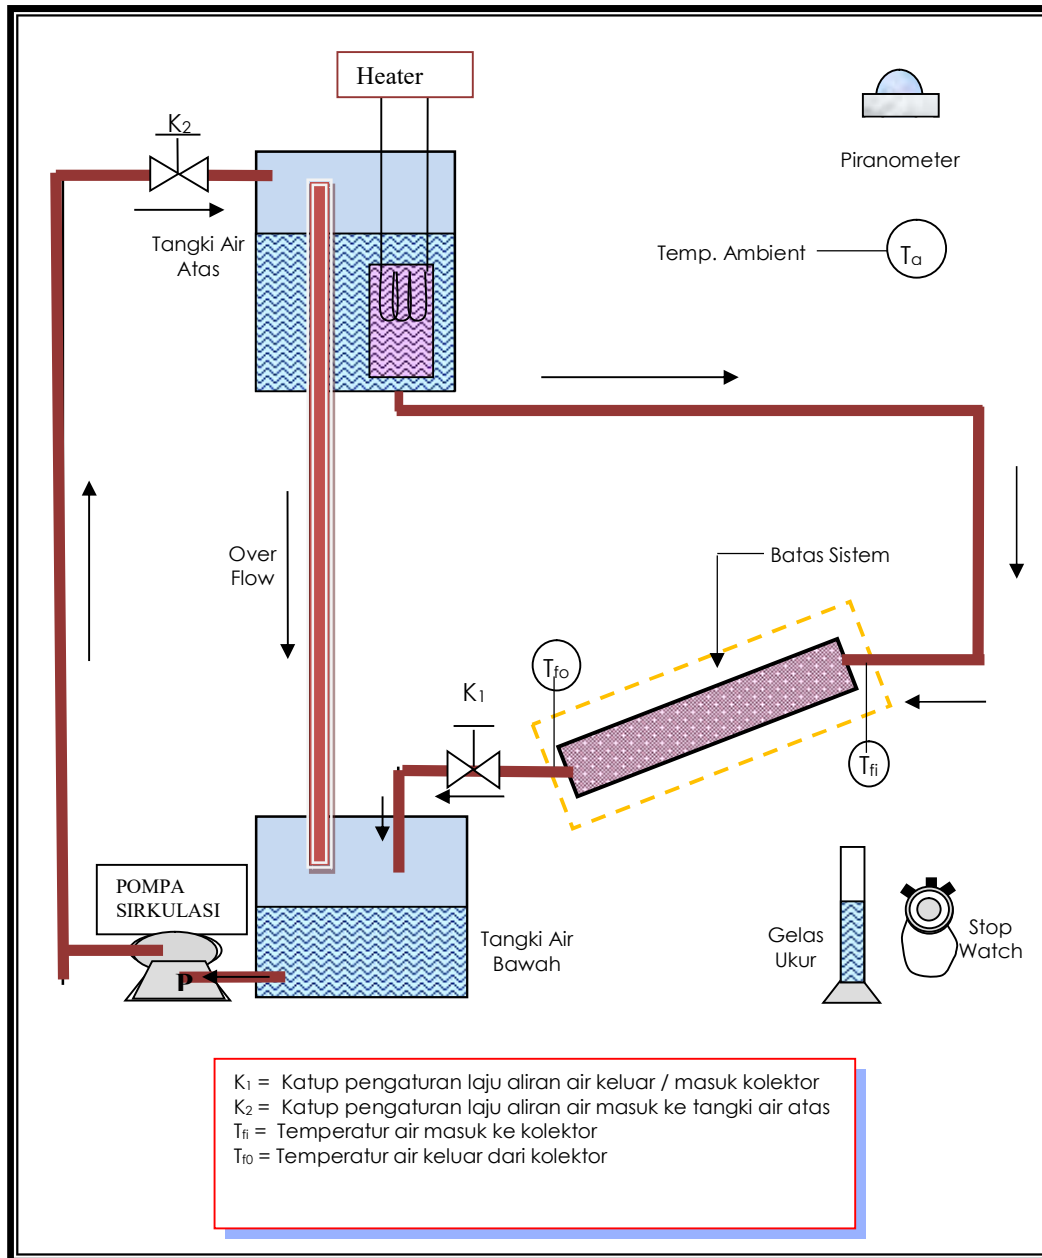 Heater
K₂
Piranometer
Tangki Air
Atas
Temp. Ambient
Tₐ
Over
Flow
Batas Sistem
Tfo
K₁
Tfi
POMPA
SIRKULASI
P
Tangki Air
Bawah
Gelas
Ukur
Stop
Watch
K₁ = Katup pengaturan laju aliran air keluar / masuk kolektor
K₂ = Katup pengaturan laju aliran air masuk ke tangki air atas
Tfi = Temperatur air masuk ke kolektor
Tf0 = Temperatur air keluar dari kolektor